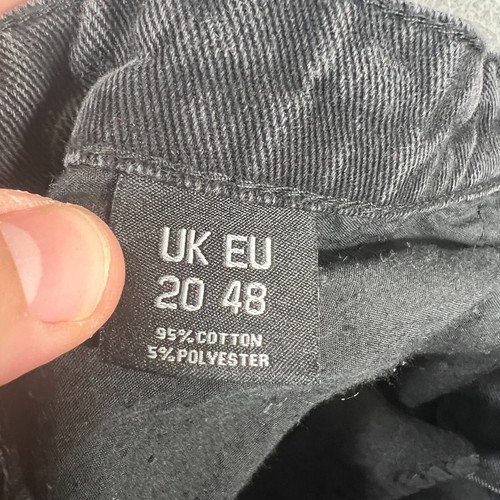 UK EU
20 48
95% COTTON
5% POLYESTER